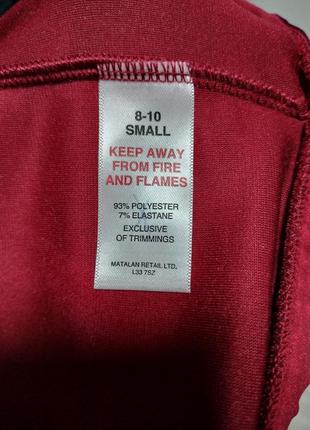 8-10
SMALL
KEEP AWAY
FROM FIRE
AND FLAMES
93% POLYESTER
7% ELASTANE
EXCLUSIVE
OF TRIMMINGS
MATALAN RETAIL LTD,
L33 7SZ